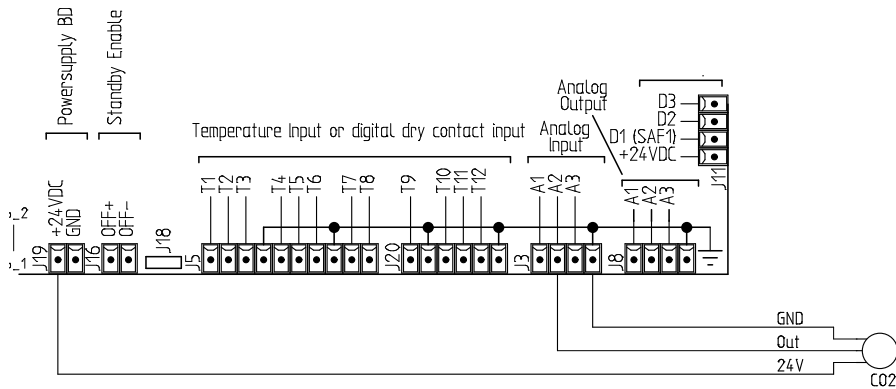 Powersupply BD
Standby Enable
Temperature Input or digital dry contact input
Analog
Input
Analog
Output
D3
D2
D1 (SAF1)
+24VDC
J11
_2
_1
J19
+24VDC
GND
J16
OFF+
OFF-
J18
J5
T1
T2
T3
T4
T5
T6
T7
T8
J20
T9
T10
T11
T12
J3
A1
A2
A3
J8
A1
A2
A3
GND
Out
24V
CO2